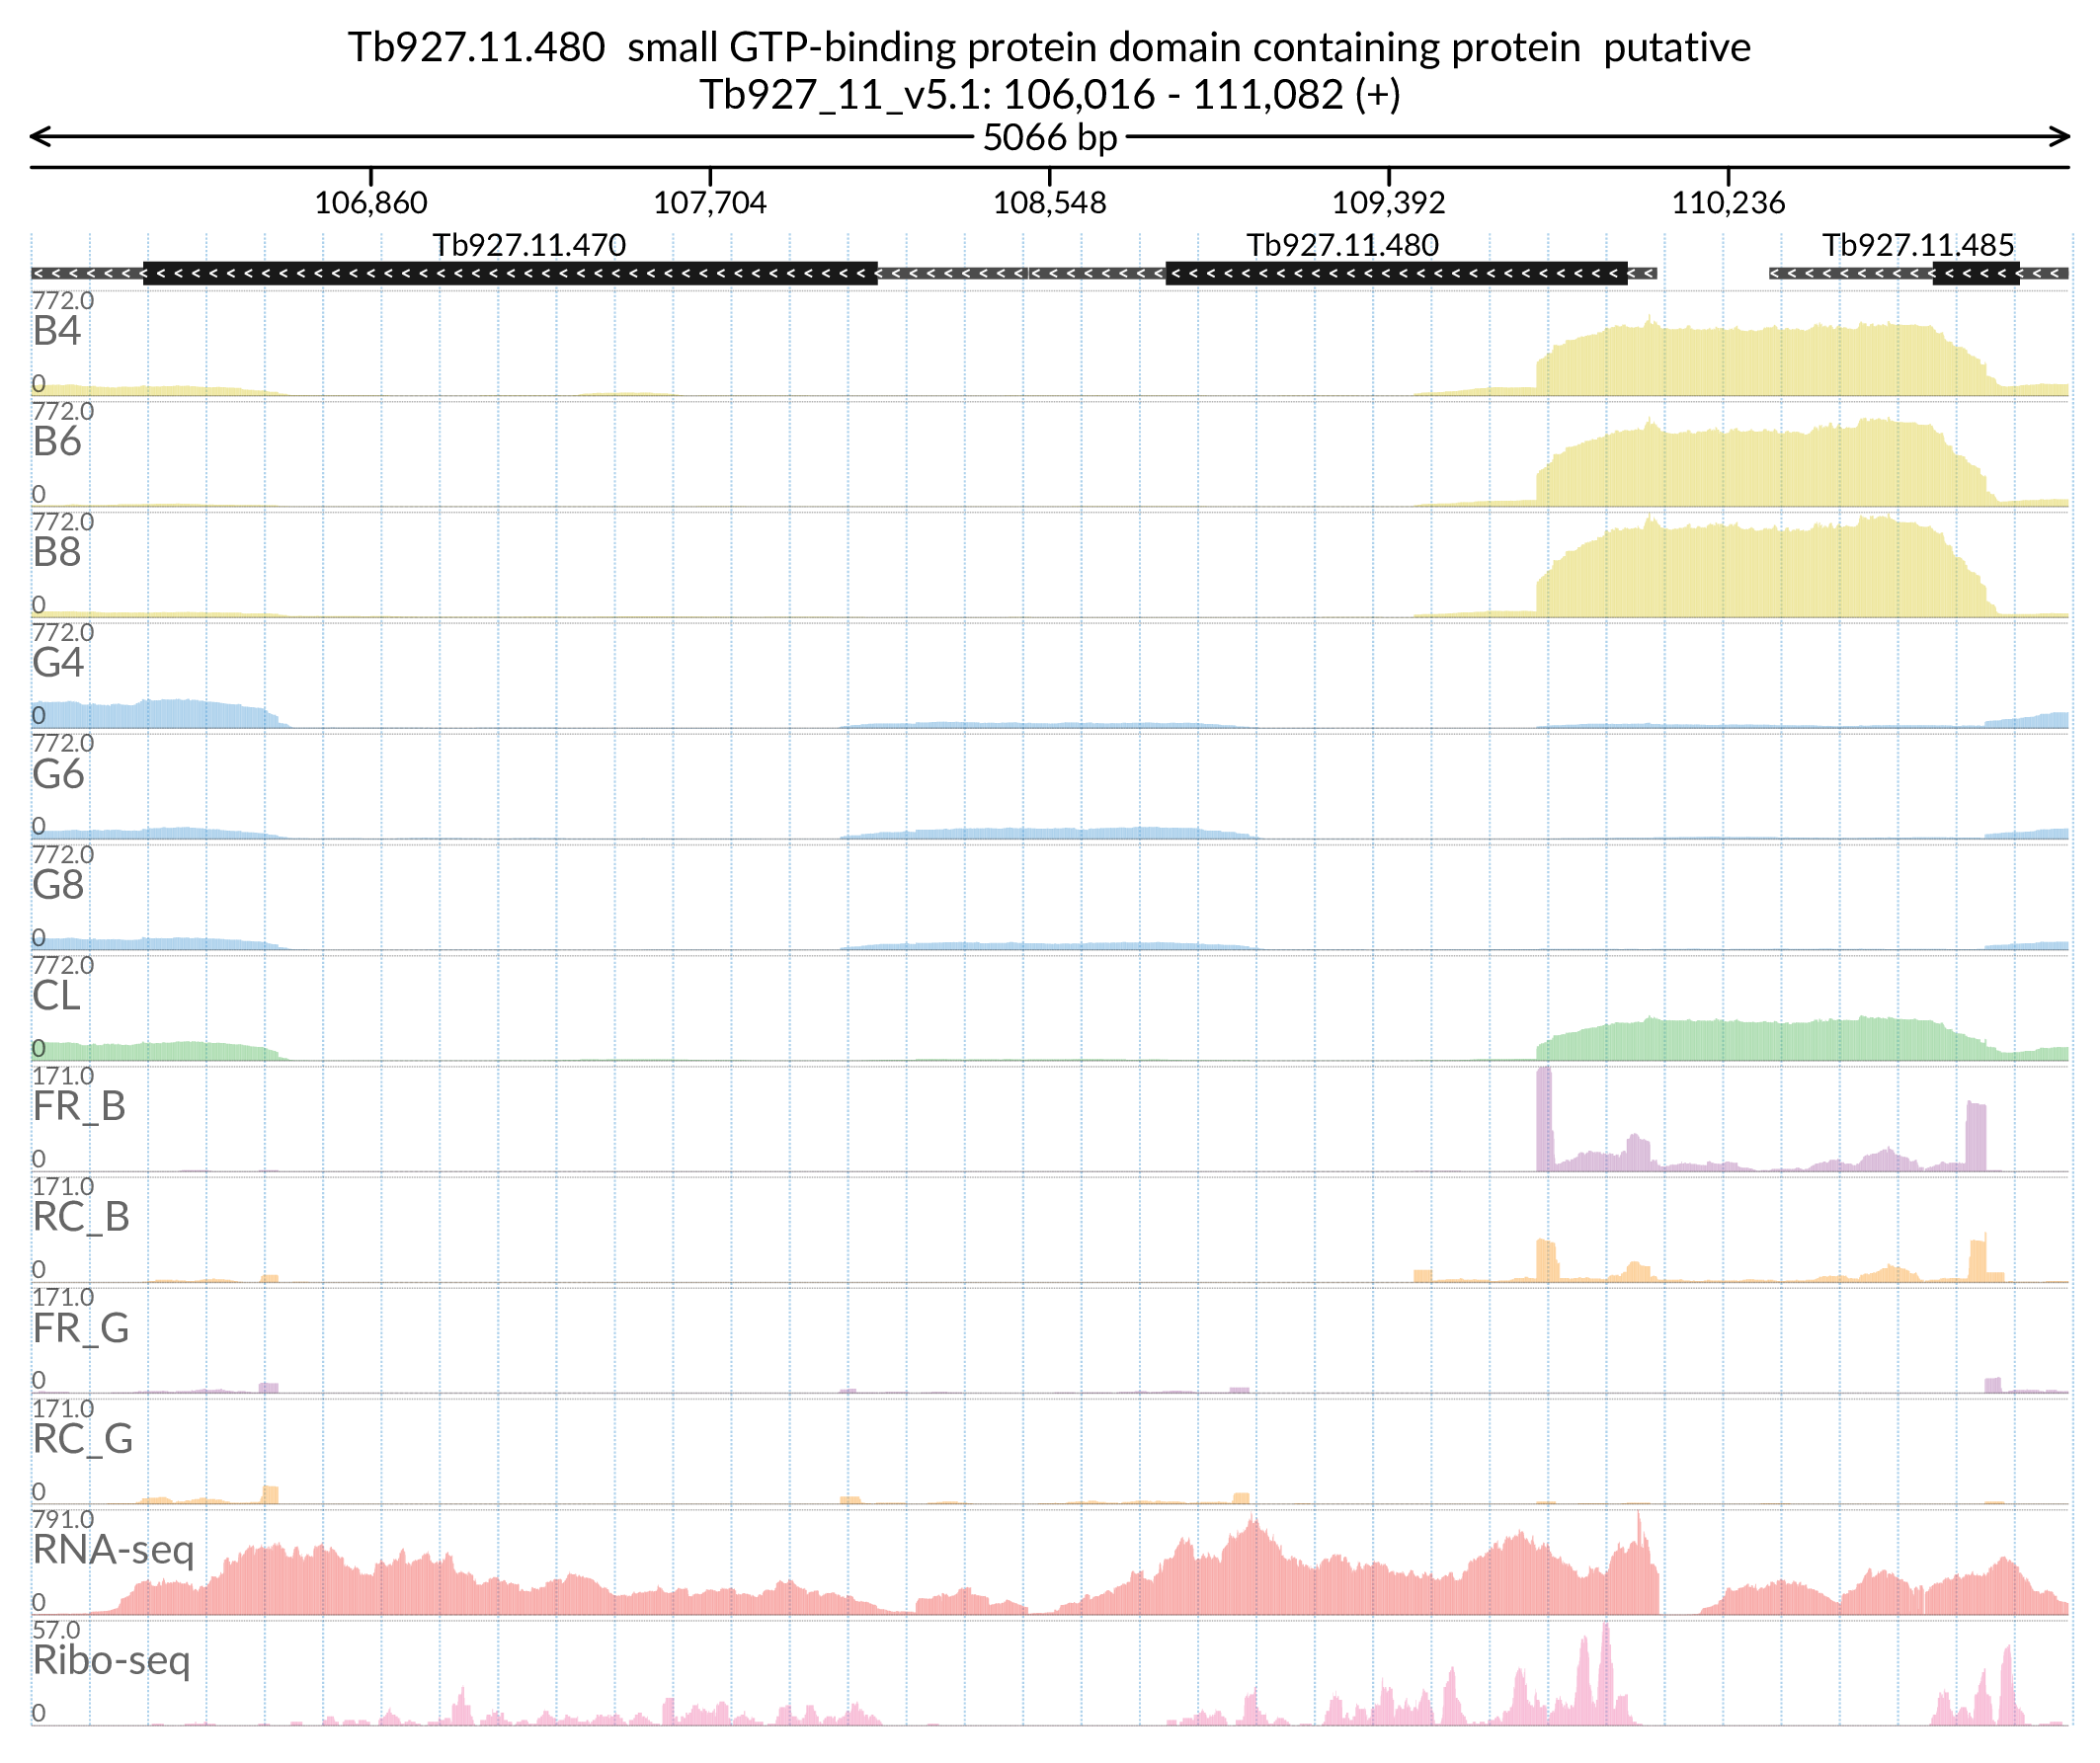 Tb927.11.480 small GTP-binding protein domain containing protein putative
Tb927_11_v5.1: 106,016 - 111,082 (+)
5066 bp
106,860 107,704 108,548 109,392 110,236
Tb927.11.470 Tb927.11.480 Tb927.11.485
772.0
B4
0
772.0
B6
0
772.0
B8
0
772.0
G4
0
772.0
G6
0
772.0
G8
0
772.0
CL
0
171.0
FR_B
0
171.0
RC_B
0
171.0
FR_G
0
171.0
RC_G
0
791.0
RNA-seq
0
57.0
Ribo-seq
0